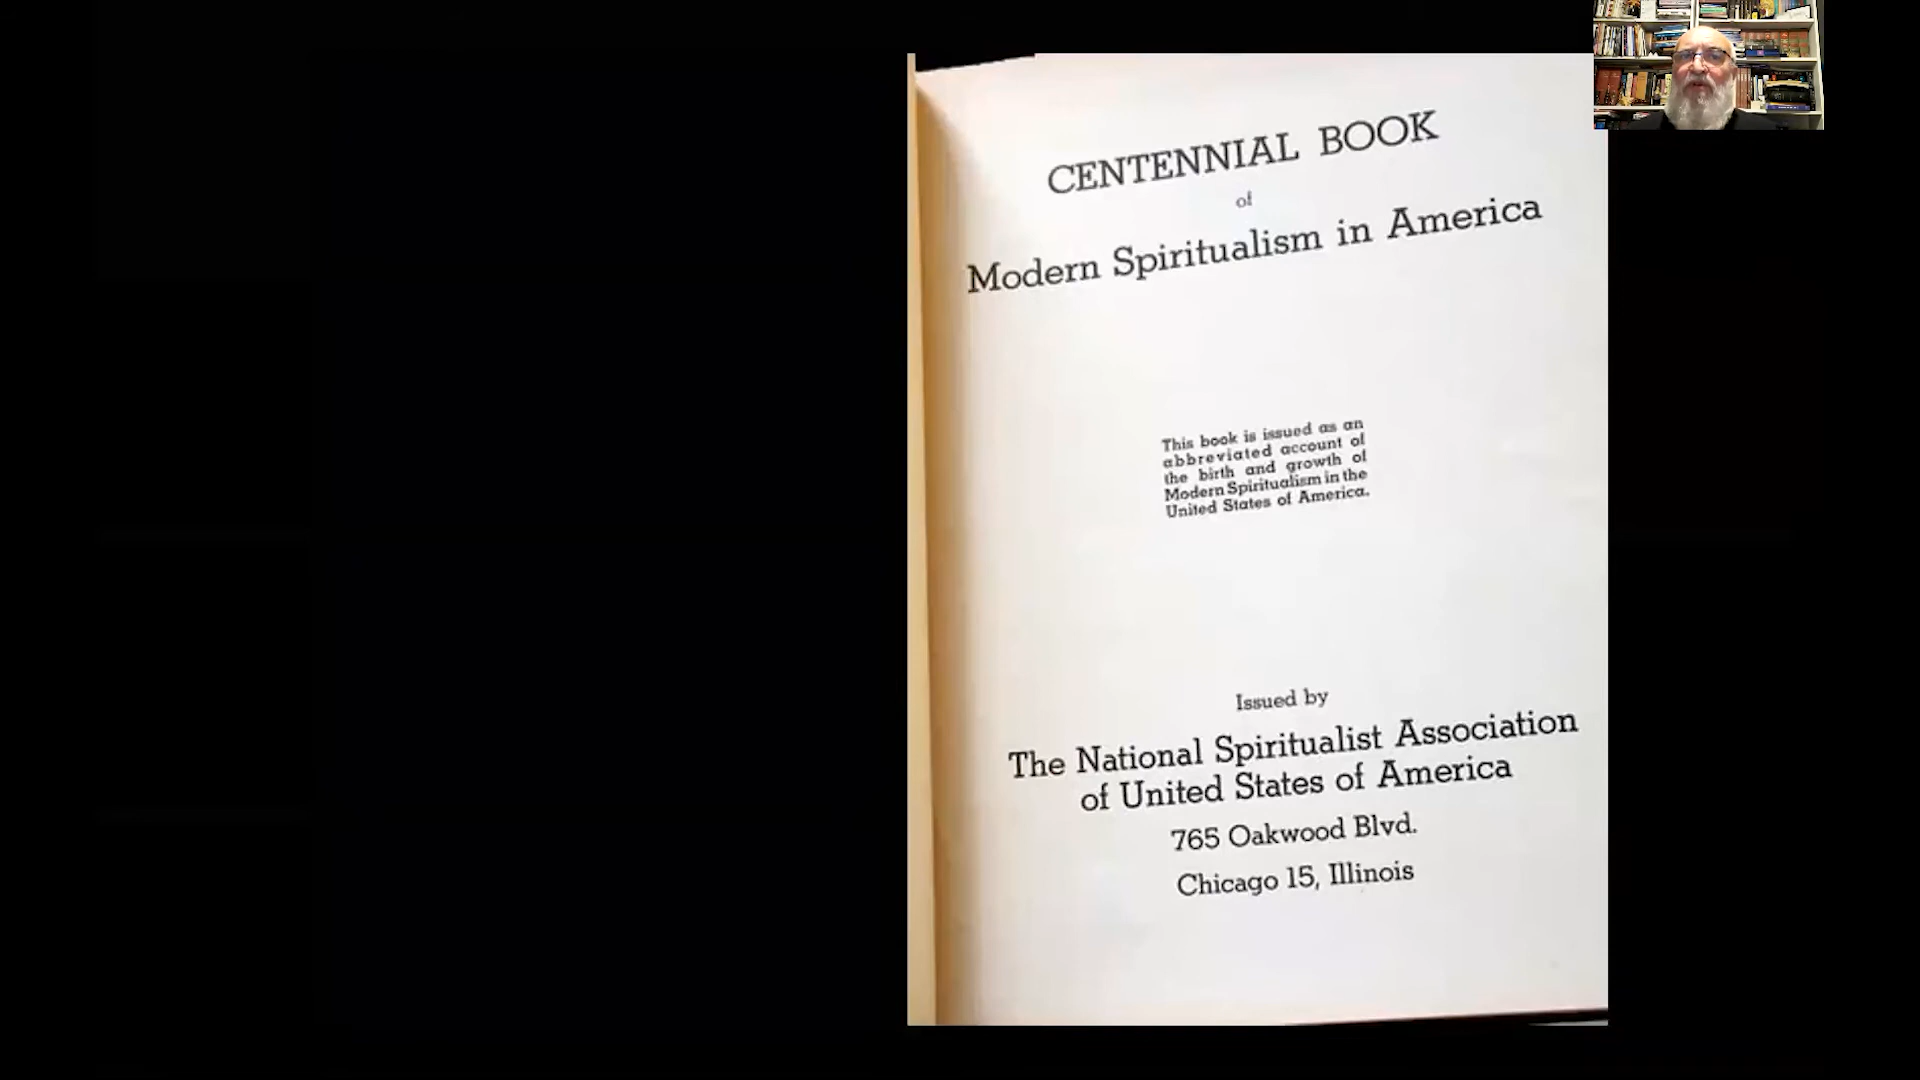 CENTENNIAL BOOK
of
Modern Spiritualism in America
This book is issued as an
abbreviated account of
the birth and growth of
Modern Spiritualism in the
United States of America.
Issued by
The National Spiritualist Association
of United States of America
765 Oakwood Blvd.
Chicago 15, Illinois